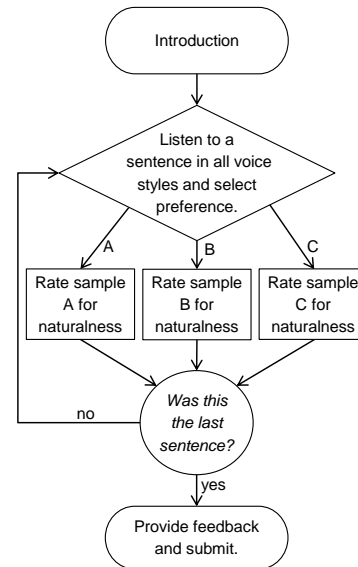 Introduction
Listen to a
sentence in all voice
styles and select
preference.
A
B
C
Rate sample
A for
naturalness
Rate sample
B for
naturalness
Rate sample
C for
naturalness
Was this
the last
sentence?
no
yes
Provide feedback
and submit.